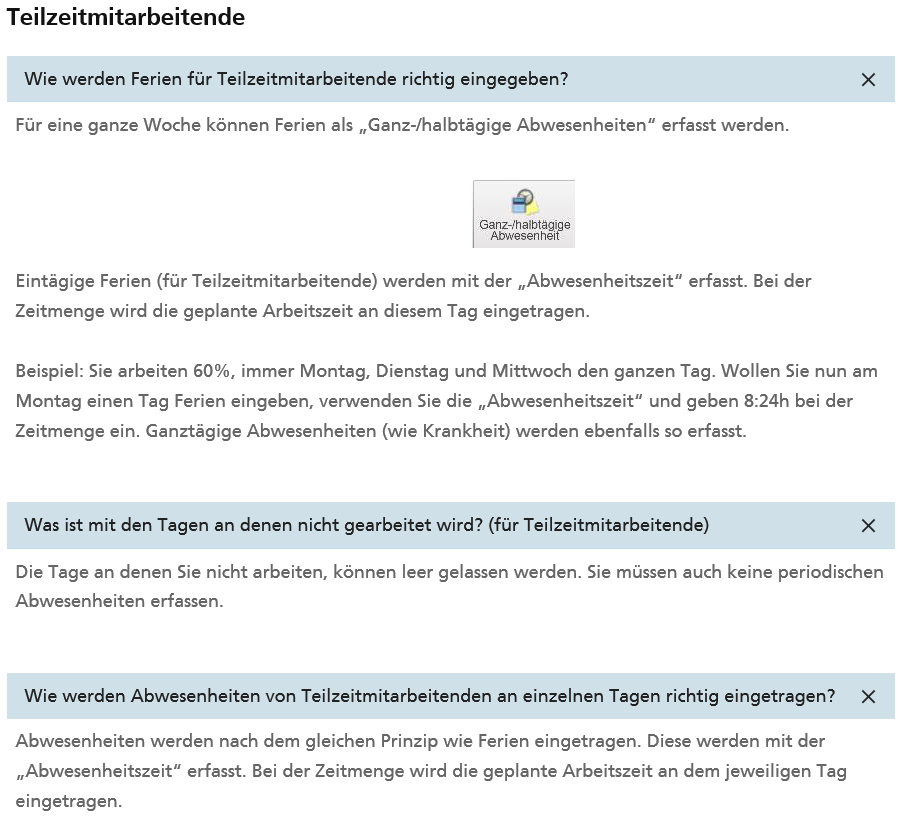 Teilzeitmitarbeitende
Wie werden Ferien für Teilzeitmitarbeitende richtig eingegeben?
Für eine ganze Woche können Ferien als „Ganz-/halbtägige Abwesenheiten“ erfasst werden.
Ganz-/halbtägige
Abwesenheit
Eintägige Ferien (für Teilzeitmitarbeitende) werden mit der „Abwesenheitszeit“ erfasst. Bei der
Zeitmenge wird die geplante Arbeitszeit an diesem Tag eingetragen.
Beispiel: Sie arbeiten 60%, immer Montag, Dienstag und Mittwoch den ganzen Tag. Wollen Sie nun am
Montag einen Tag Ferien eingeben, verwenden Sie die „Abwesenheitszeit“ und geben 8:24h bei der
Zeitmenge ein. Ganztägige Abwesenheiten (wie Krankheit) werden ebenfalls so erfasst.
Was ist mit den Tagen an denen nicht gearbeitet wird? (für Teilzeitmitarbeitende)
Die Tage an denen Sie nicht arbeiten, können leer gelassen werden. Sie müssen auch keine periodischen
Abwesenheiten erfassen.
Wie werden Abwesenheiten von Teilzeitmitarbeitenden an einzelnen Tagen richtig eingetragen?
Abwesenheiten werden nach dem gleichen Prinzip wie Ferien eingetragen. Diese werden mit der
„Abwesenheitszeit“ erfasst. Bei der Zeitmenge wird die geplante Arbeitszeit an dem jeweiligen Tag
eingetragen.